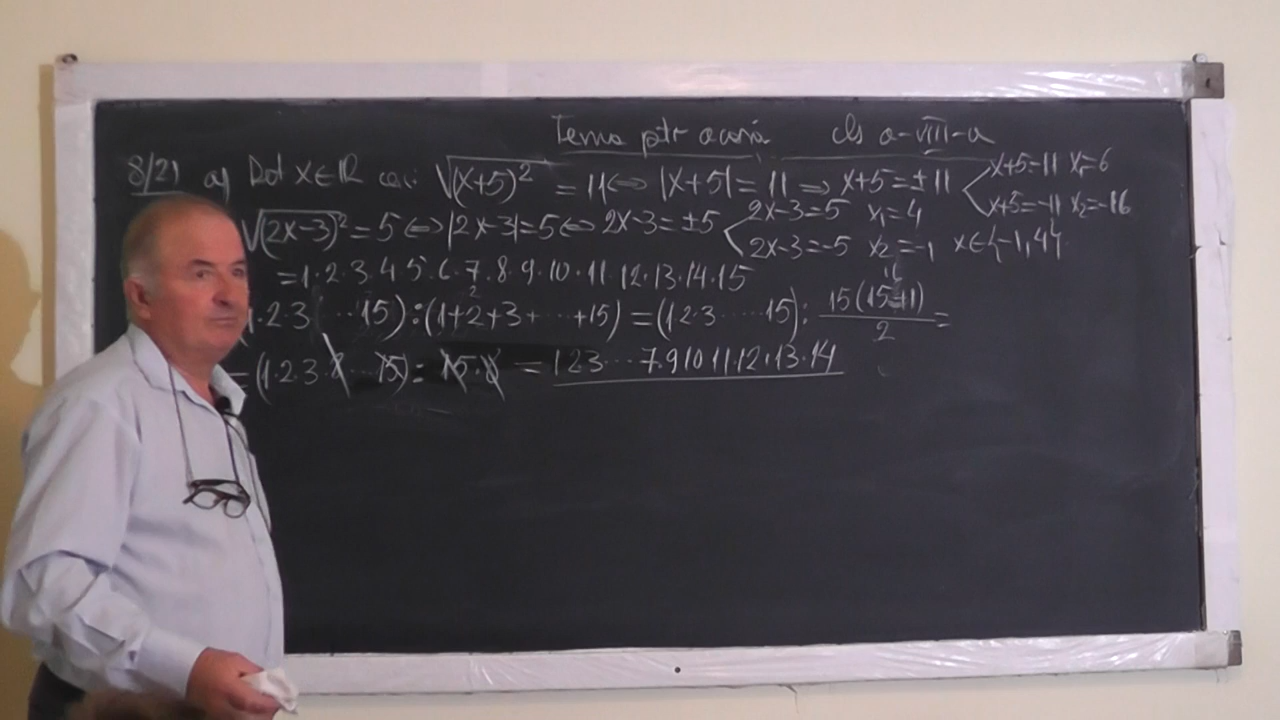 Tema ptr acasă cls a-VIII-a
8/21 a) Det x∈ℝ √(x+5)² = 11 ⇔ |x+5| = 11 ⇒ x+5 = ±11 x+5=11 x₁=6
x+5=-11 x₂=-16
√(2x-3)² = 5 ⇔ |2x-3|=5 ⇔ 2x-3 = ±5 2x-3=5 x₁=4
2x-3=-5 x₂=-1 x∈{-1,4}
=1·2·3·4·5·6·7·8·9·10·11·12·13·14·15
1·2·3 ...15):(1+2+3+...+15) = (1·2·3.....15): 15(15+1)/2 =
= (1·2·3·8...15): 15·8 = 1·2·3...7·9·10·11·12·13·14